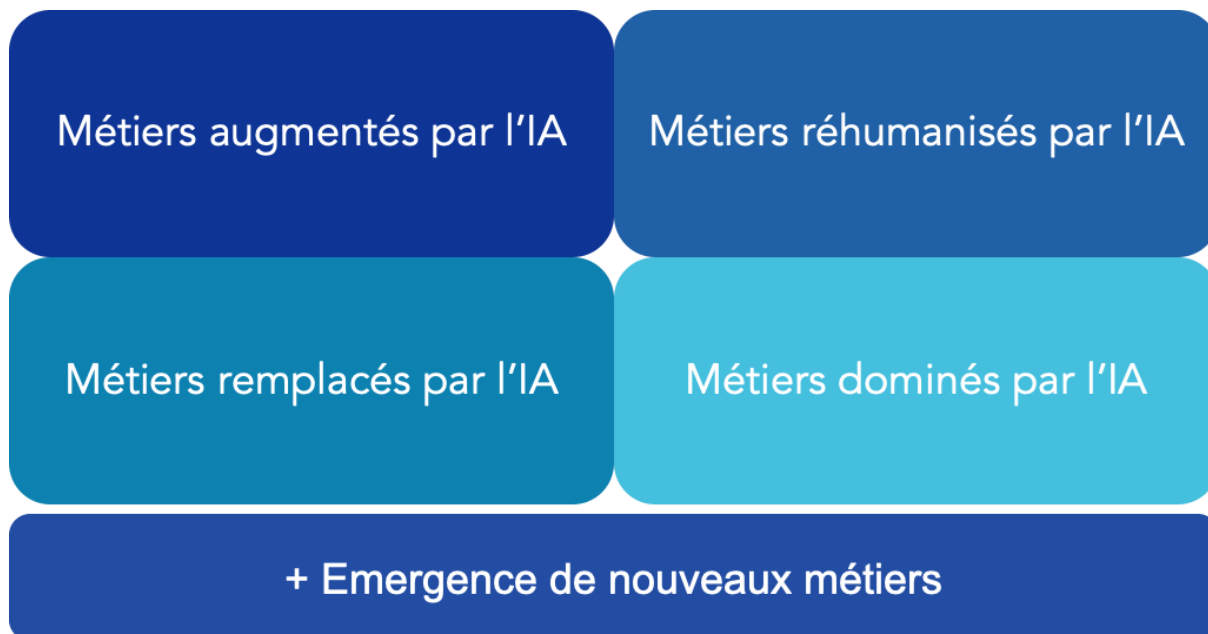 Métiers augmentés par l’IA
Métiers réhumanisés par l’IA
Métiers remplacés par l’IA
Métiers dominés par l’IA
+ Emergence de nouveaux métiers